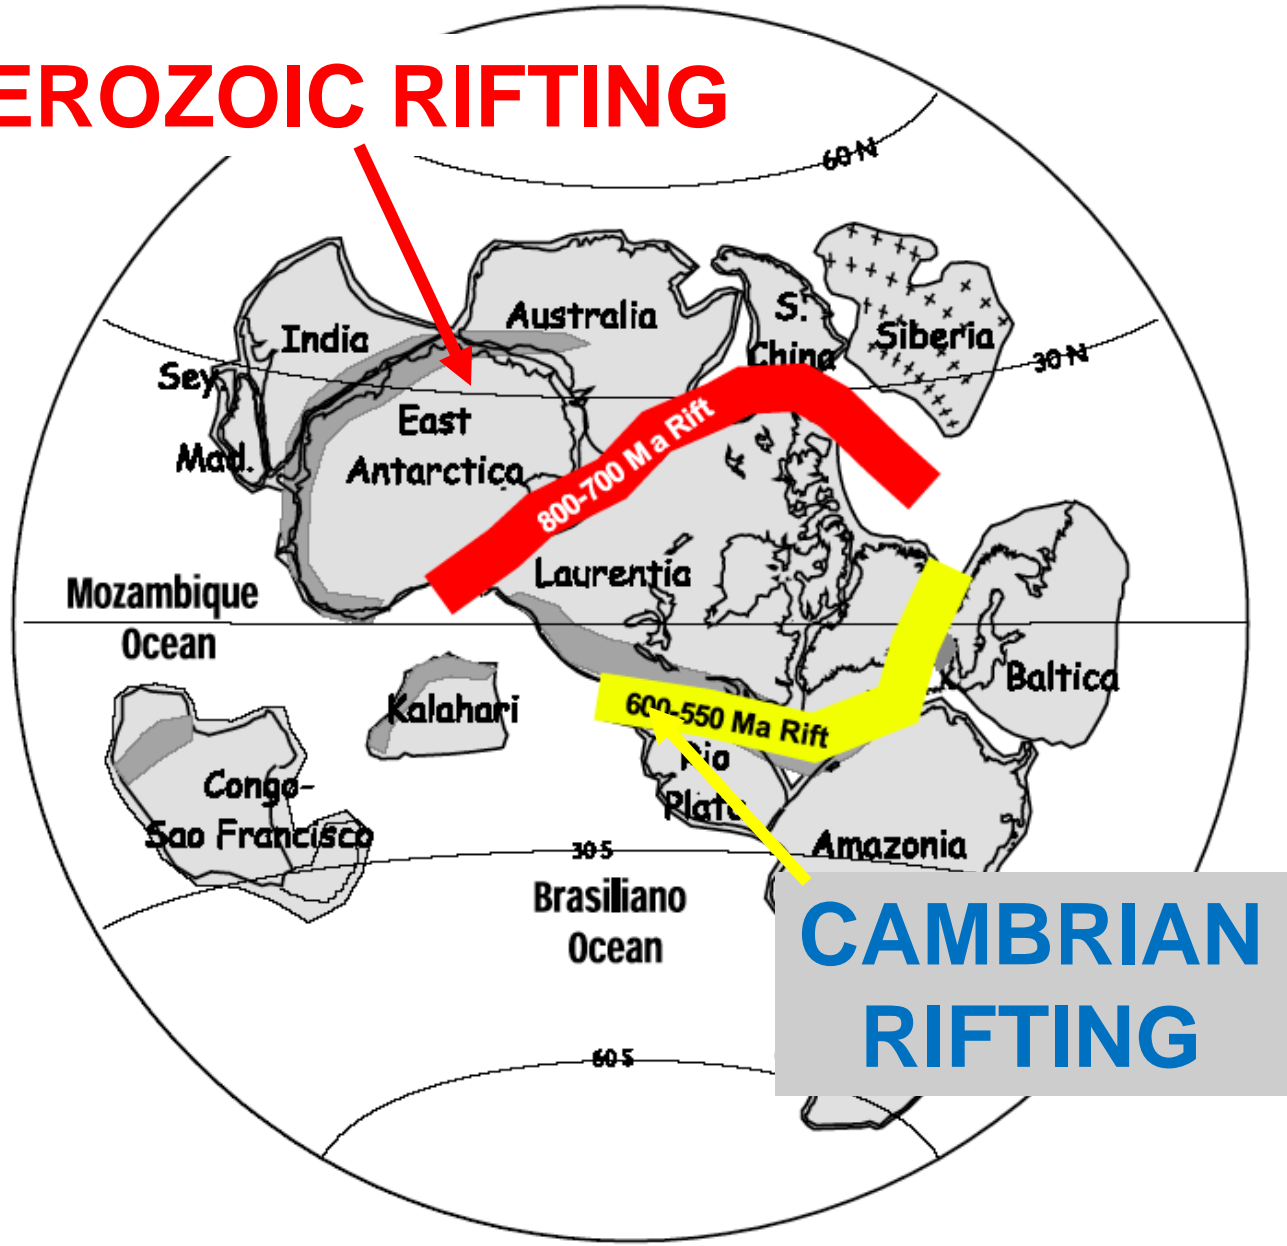 EROZOIC RIFTING
60 N
Australia
S.
China
Siberia
India
30 N
Sey.
East
Antarctica
Mad.
800-700 Ma Rift
Laurentia
Mozambique
Ocean
Baltica
Kalahari
600-550 Ma Rift
Rio
Plata
Congo-
Sao Francisco
Amazonia
30 S
Brasiliano
Ocean
CAMBRIAN
RIFTING
60 S